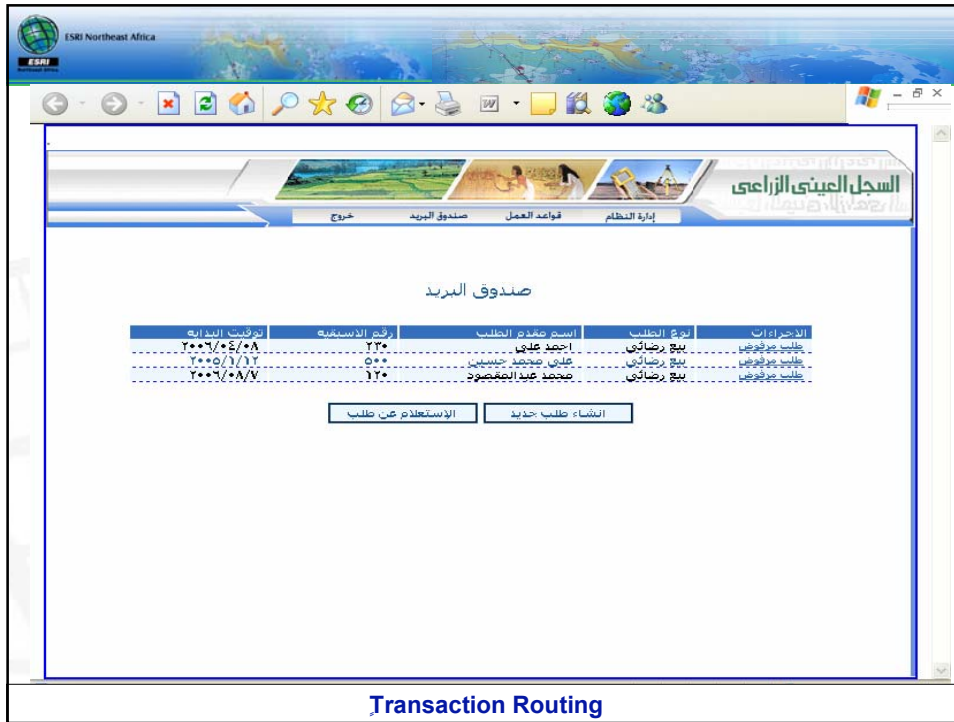 ESRI Northeast Africa
ESRI
السجل العينى الزراعى
إدارة النظام قواعد العمل صندوق البريد خروج
صندوق البريد
الاجراءات نوع الطلب اسم مقدم الطلب رقم الاسبقيه توقيت البدايه
طلب مرفوض بيع رضائى احمد على ٢٢٠ ٢٠٠٦/٠٤/٠٨
طلب مرفوض بيع رضائى على محمد حسين ٥٠٠ ٢٠٠٥/١/١٢
طلب مرفوض بيع رضائى محمد عبدالمقصود ١٢٠ ٢٠٠٦/٠٨/٧
انشاء طلب جديد الإستعلام عن طلب
Transaction Routing